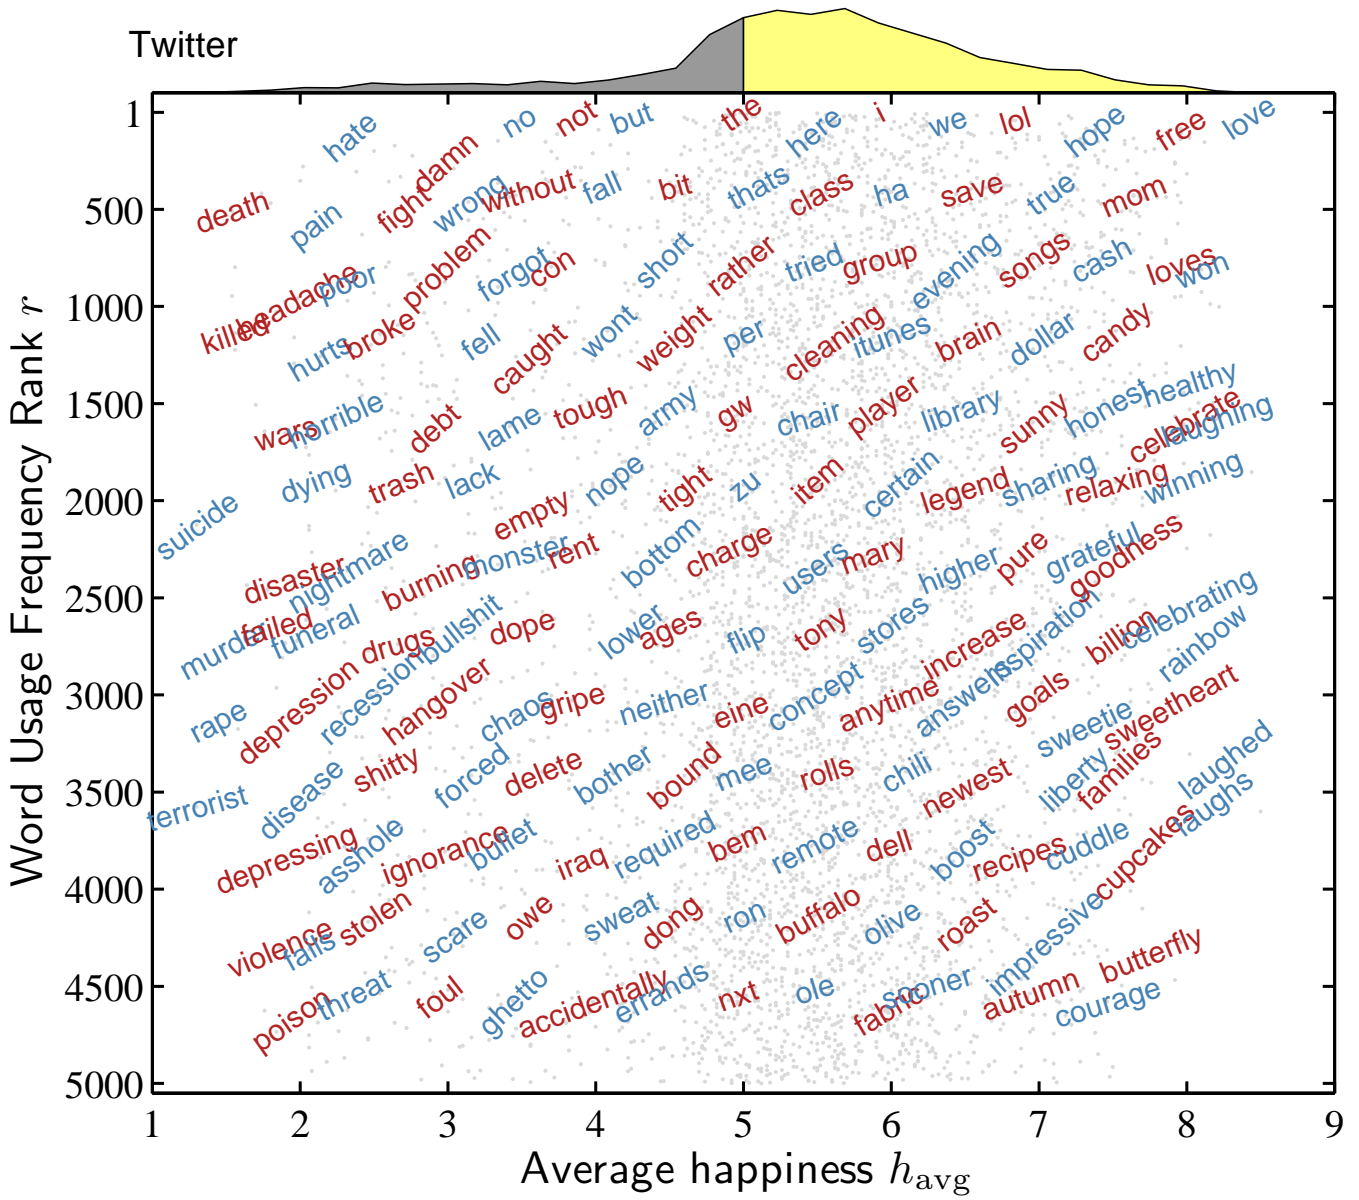 Twitter
1
hate
no
not
but
the
here
i
we
lol
hope
free
love
damn
death
pain
fight
wrong
without
fall
bit
thats
class
ha
save
true
mom
500
headache
poor
problem
forgot
con
short
rather
tried
group
evening
songs
cash
loves
won
1000
killed
hurts
broke
fell
caught
wont
weight
per
cleaning
itunes
brain
dollar
candy
1500
wars
horrible
debt
lame
tough
army
gw
chair
player
library
sunny
honest
healthy
celebrate
laughing
2000
suicide
dying
trash
lack
empty
nope
tight
zu
item
certain
legend
sharing
relaxing
winning
2500
disaster
nightmare
burning
monster
rent
bottom
charge
users
mary
higher
pure
grateful
goodness
murder
failed
funeral
drugs
bullshit
dope
lower
ages
flip
tony
stores
increase
inspiration
billion
celebrating
rainbow
3000
rape
depression
recession
hangover
chaos
gripe
neither
eine
concept
anytime
answers
goals
sweetie
sweetheart
3500
terrorist
disease
shitty
forced
delete
bother
bound
mee
rolls
chili
newest
liberty
families
laughed
laughs
4000
depressing
asshole
ignorance
bullet
iraq
required
bem
remote
dell
boost
recipes
cuddle
cupcakes
violence
falls
stolen
scare
owe
sweat
dong
ron
buffalo
olive
roast
impressive
butterfly
4500
poison
threat
foul
ghetto
accidentally
errands
nxt
ole
fabric
sooner
autumn
courage
5000
1 2 3 4 5 6 7 8 9
Average happiness h_avg
Word Usage Frequency Rank r